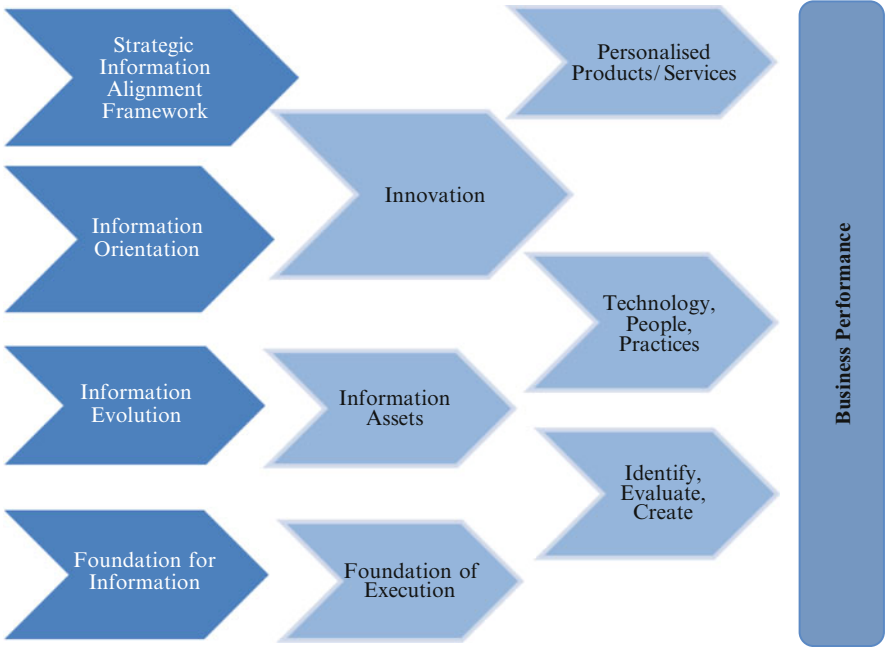 Strategic
Information
Alignment
Framework
Information
Orientation
Information
Evolution
Foundation for
Information
Innovation
Information
Assets
Foundation of
Execution
Personalised
Products/Services
Technology,
People,
Practices
Identify,
Evaluate,
Create
Business Performance